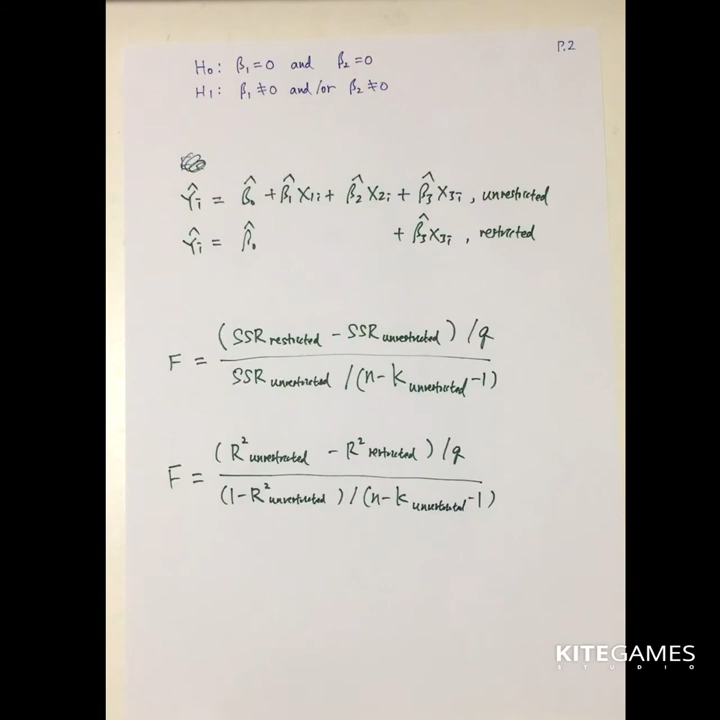 P.2
H₀: β₁=0 and β₂=0
H₁: β₁≠0 and/or β₂≠0
Ŷᵢ = β̂₀ + β̂₁X₁ᵢ + β̂₂X₂ᵢ + β̂₃X₃ᵢ, unrestricted
Ŷᵢ = β̂₀ + β̂₃X₃ᵢ, restricted
F = (SSR restricted - SSR unrestricted)/q
SSR unrestricted/(n-k unrestricted-1)
F = (R² unrestricted - R² restricted)/q
(1-R² unrestricted)/(n-k unrestricted-1)
KITEGAMES
STUDIO